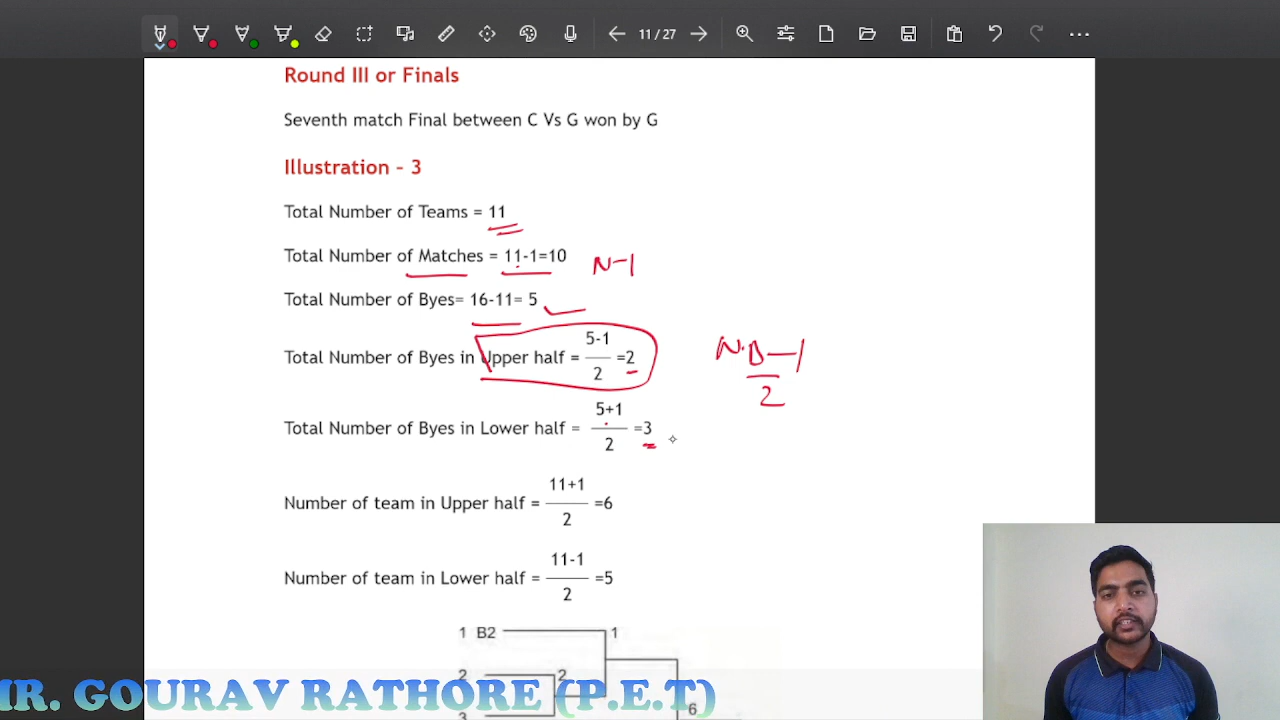 11 / 27
Round III or Finals
Seventh match Final between C Vs G won by G
Illustration - 3
Total Number of Teams = 11
Total Number of Matches = 11-1=10 N-1
Total Number of Byes= 16-11= 5
Total Number of Byes in Upper half = 5-1 / 2 =2
N.B-1 / 2
Total Number of Byes in Lower half = 5+1 / 2 =3
Number of team in Upper half = 11+1 / 2 =6
Number of team in Lower half = 11-1 / 2 =5
1 B2 1
2 2
3 6
MR. GOURAV RATHORE (P.E.T)